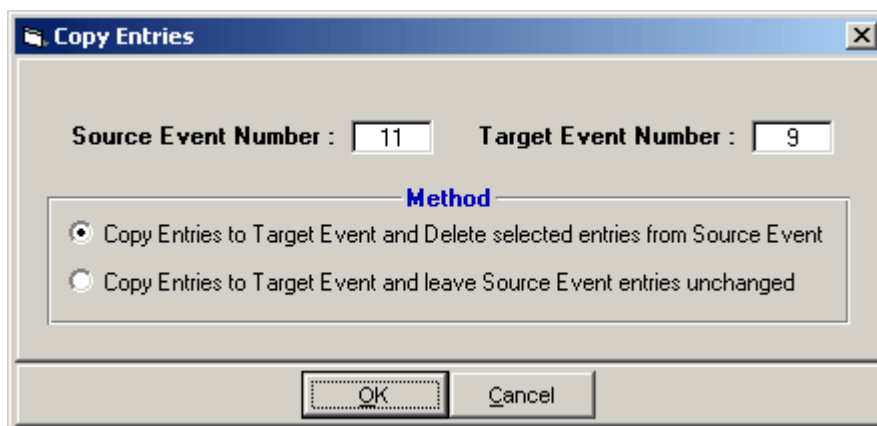 Copy Entries
Source Event Number : 11 Target Event Number : 9
Method
Copy Entries to Target Event and Delete selected entries from Source Event
Copy Entries to Target Event and leave Source Event entries unchanged
OK Cancel